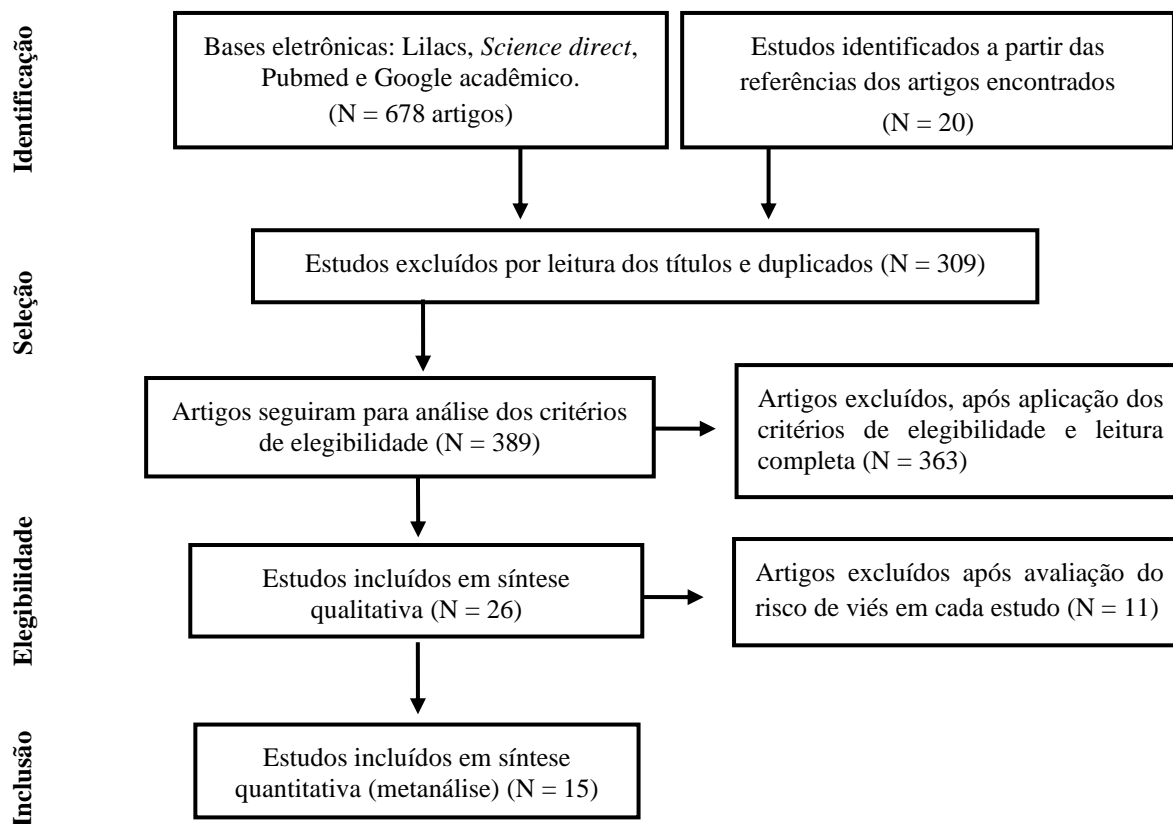 Identificação
Bases eletrônicas: Lilacs, Science direct,
Pubmed e Google acadêmico.
(N = 678 artigos)
Estudos identificados a partir das
referências dos artigos encontrados
(N = 20)
Seleção
Estudos excluídos por leitura dos títulos e duplicados (N = 309)
Artigos seguiram para análise dos critérios
de elegibilidade (N = 389)
Artigos excluídos, após aplicação dos
critérios de elegibilidade e leitura
completa (N = 363)
Elegibilidade
Estudos incluídos em síntese
qualitativa (N = 26)
Artigos excluídos após avaliação do
risco de viés em cada estudo (N = 11)
Inclusão
Estudos incluídos em síntese
quantitativa (metanálise) (N = 15)